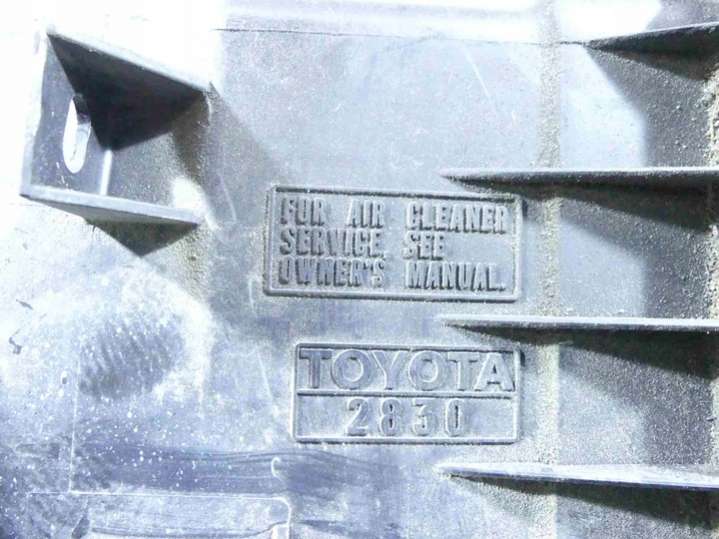 FOR AIR CLEANER
SERVICE, SEE
OWNER'S MANUAL.
TOYOTA
2830